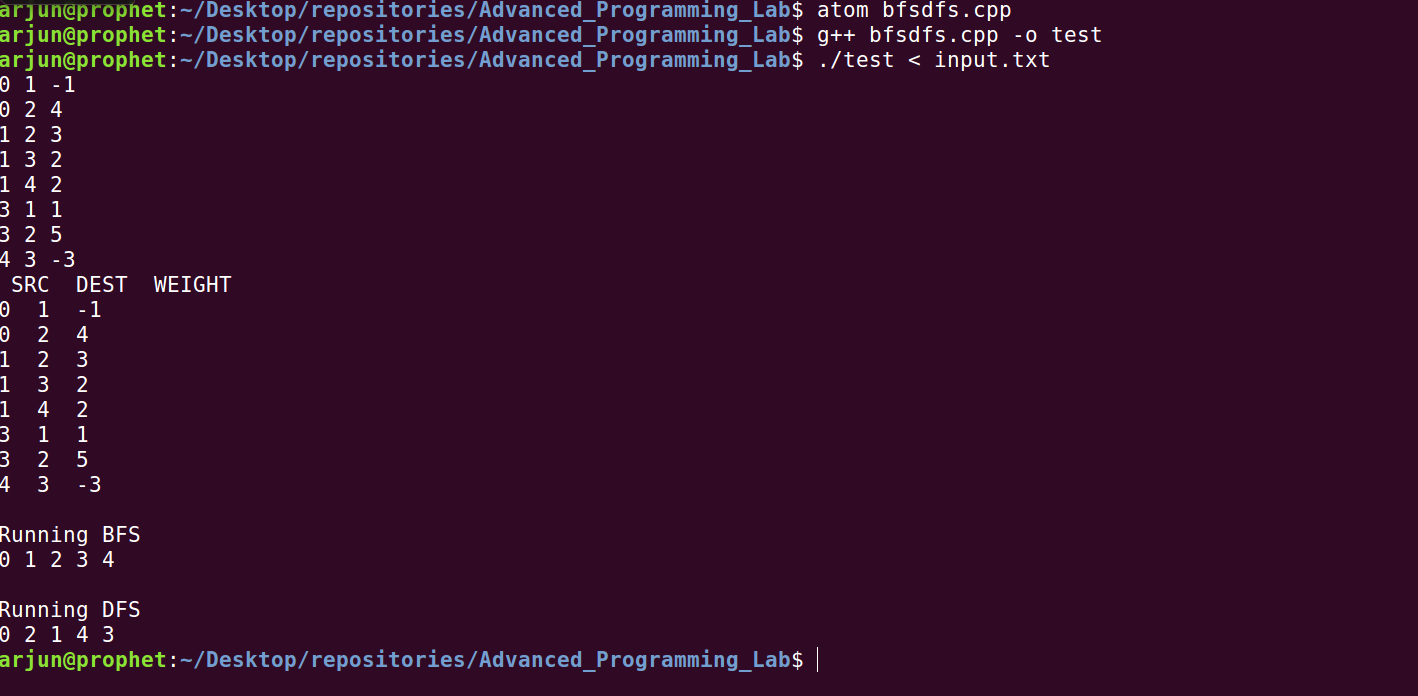 arjun@prophet:~/Desktop/repositories/Advanced_Programming_Lab$ atom bfsdfs.cpp
arjun@prophet:~/Desktop/repositories/Advanced_Programming_Lab$ g++ bfsdfs.cpp -o test
arjun@prophet:~/Desktop/repositories/Advanced_Programming_Lab$ ./test < input.txt
0 1 -1
0 2 4
1 2 3
1 3 2
1 4 2
3 1 1
3 2 5
4 3 -3
 SRC  DEST  WEIGHT
0  1  -1
0  2  4
1  2  3
1  3  2
1  4  2
3  1  1
3  2  5
4  3  -3

Running BFS
0 1 2 3 4

Running DFS
0 2 1 4 3
arjun@prophet:~/Desktop/repositories/Advanced_Programming_Lab$